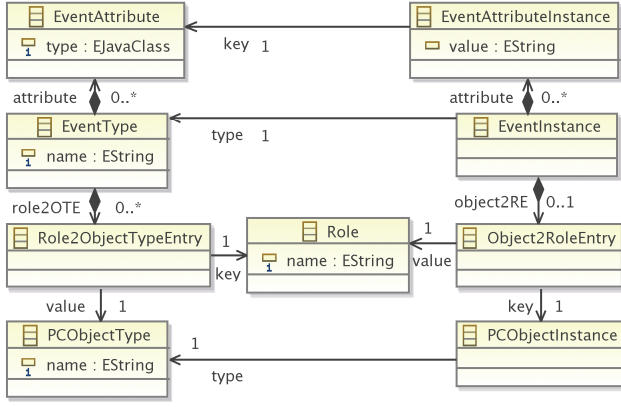 EventAttribute
type : EJavaClass
EventAttributeInstance
value : EString
key 1
attribute 0..*
attribute 0..*
EventType
name : EString
EventInstance
type 1
role2OTE 0..*
object2RE 0..1
Role2ObjectTypeEntry
Role
name : EString
Object2RoleEntry
1
key
1
value
value 1
key 1
PCObjectType
name : EString
PCObjectInstance
1
type